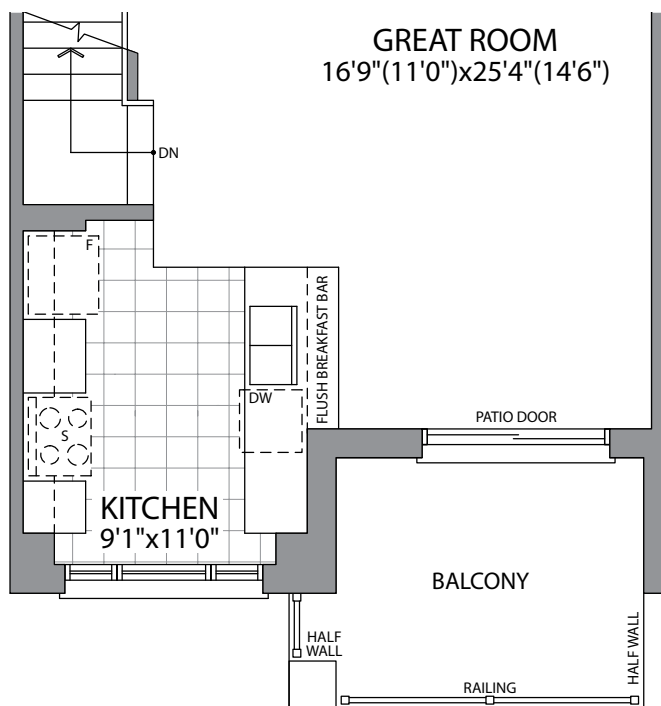 GREAT ROOM
16'9"(11'0")x25'4"(14'6")
DN
F
FLUSH BREAKFAST BAR
DW
S
PATIO DOOR
KITCHEN
9'1"x11'0"
BALCONY
HALF
WALL
HALF WALL
RAILING